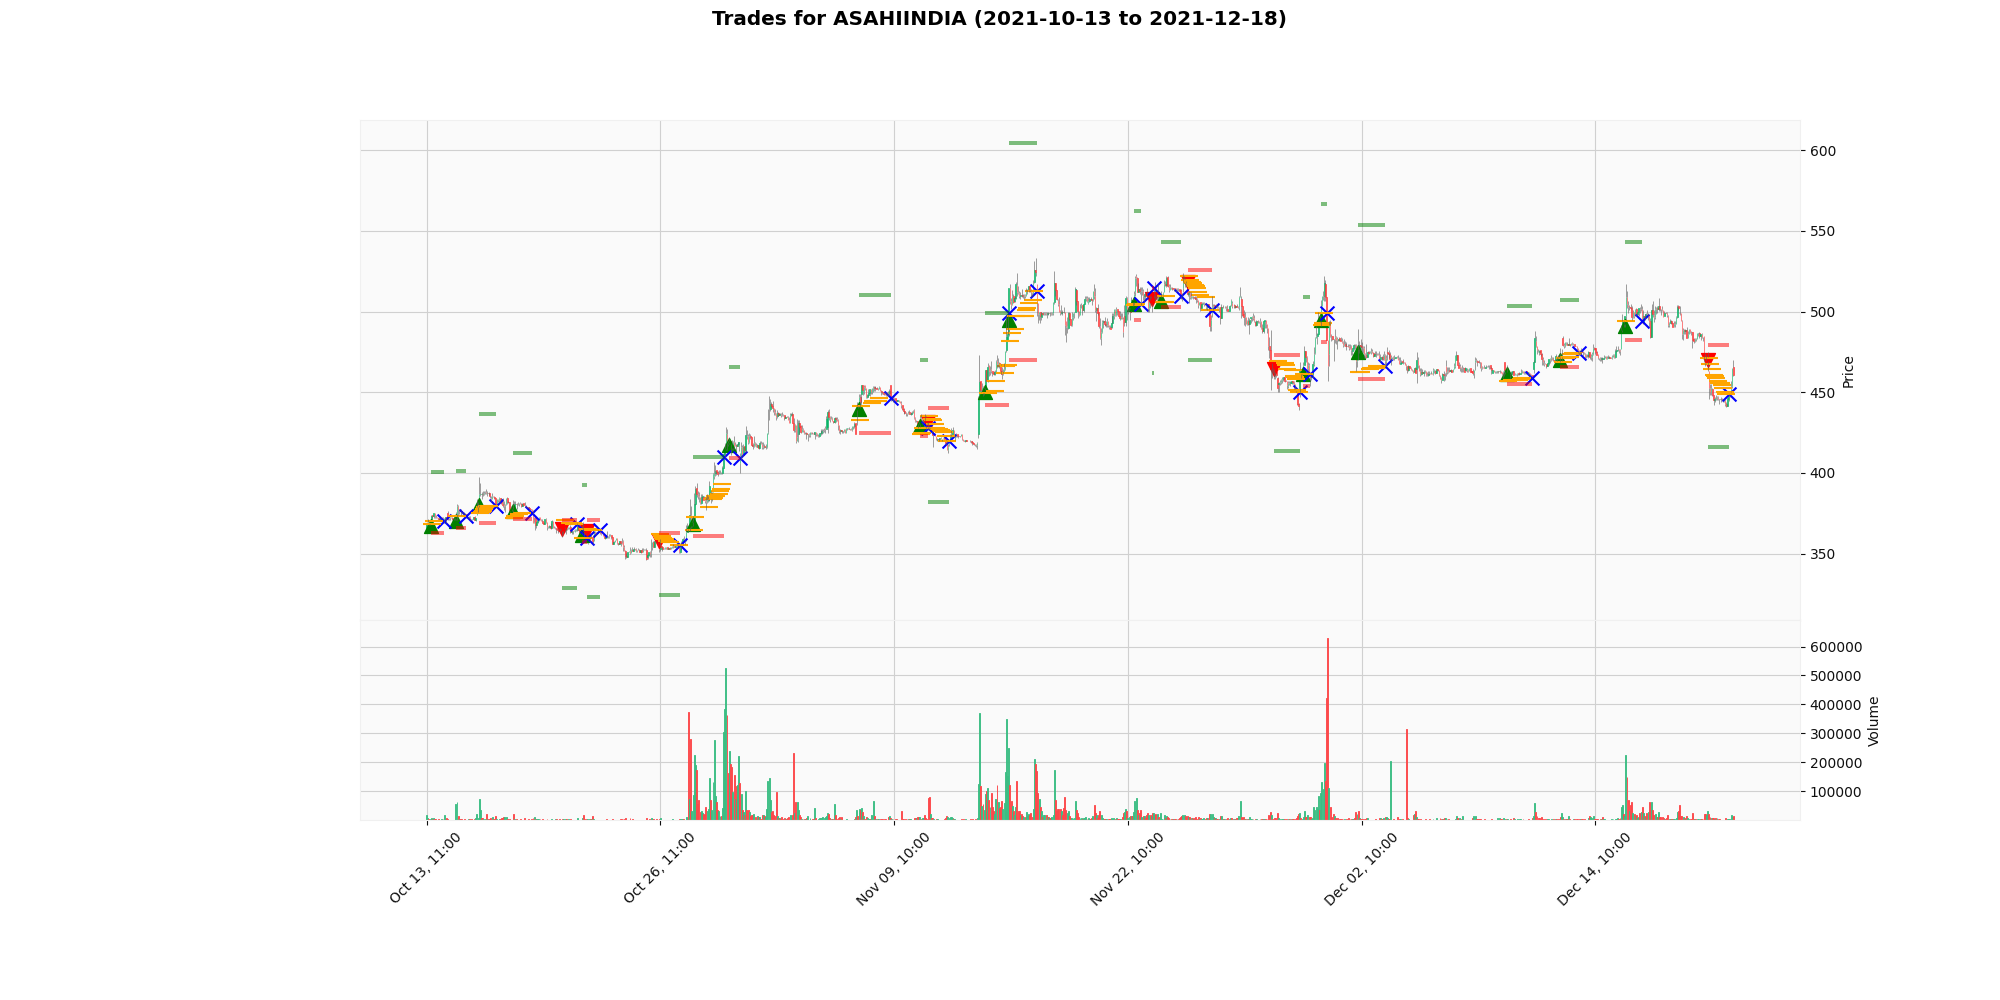 Trades for ASAHIINDIA (2021-10-13 to 2021-12-18)
600
550
500
450
400
350
Price
600000
500000
400000
300000
200000
100000
Volume
Oct 13, 11:00
Oct 26, 11:00
Nov 09, 10:00
Nov 22, 10:00
Dec 02, 10:00
Dec 14, 10:00